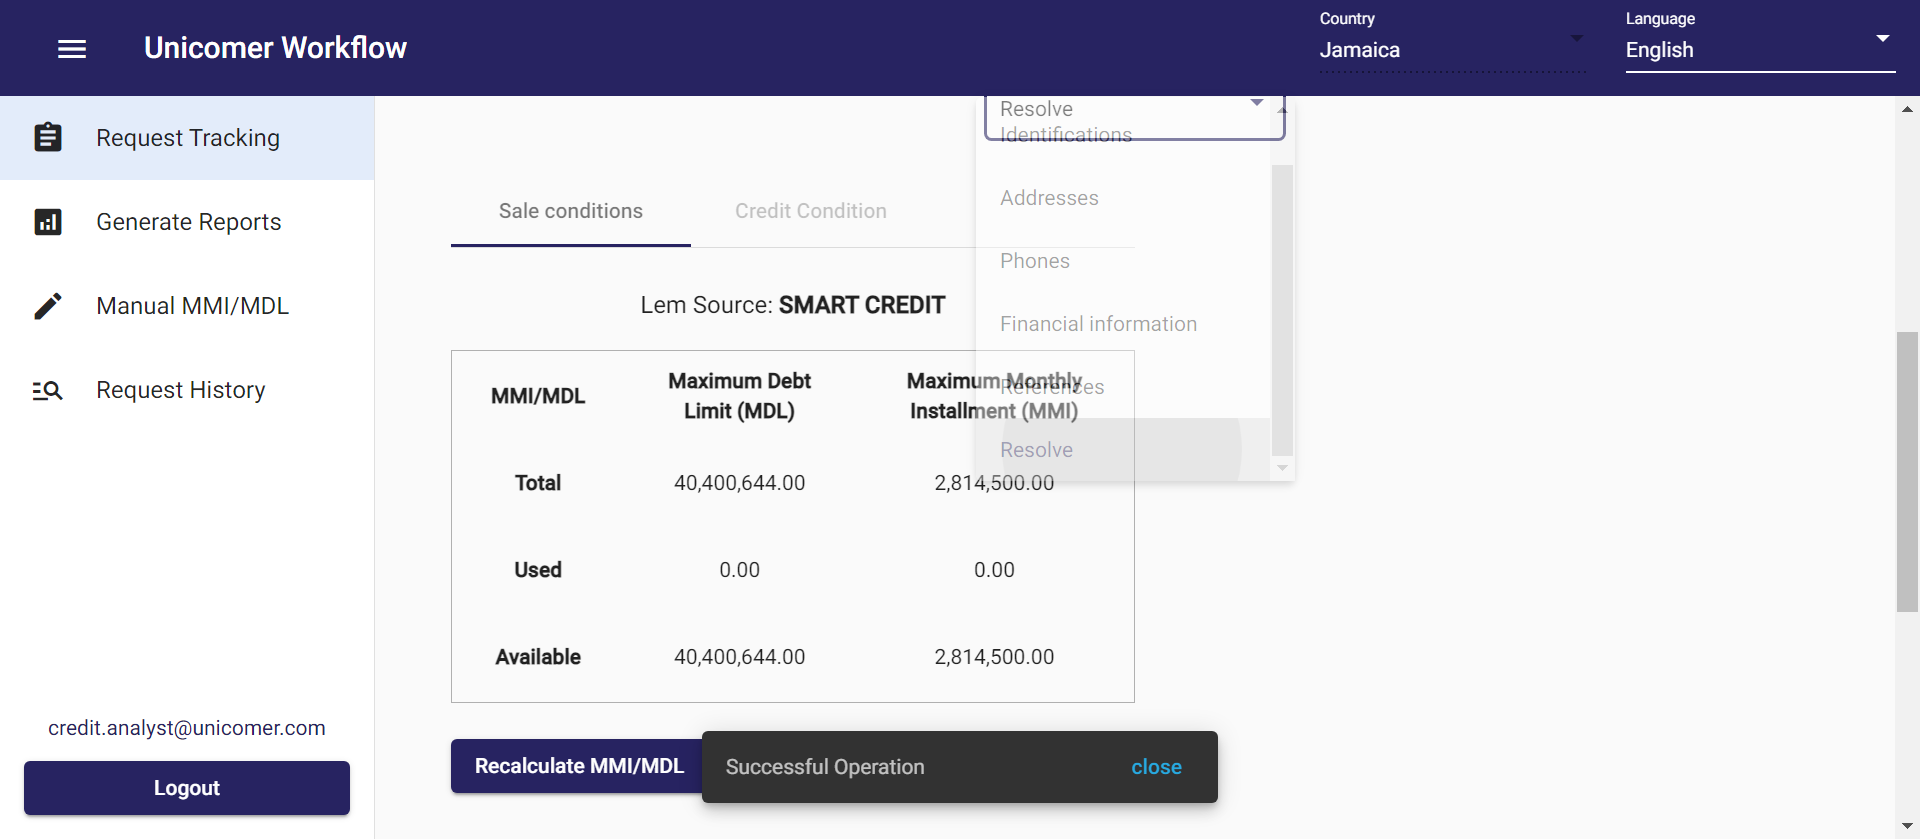 Unicomer Workflow
Country
Jamaica
Language
English
Request Tracking
Generate Reports
Manual MMI/MDL
Request History
credit.analyst@unicomer.com
Logout
Resolve
Identifications
Addresses
Phones
Financial information
References
Resolve
Sale conditions
Credit Condition
Lem Source: SMART CREDIT
MMI/MDL
Maximum Debt
Limit (MDL)
Maximum Monthly
Installment (MMI)
Total 40,400,644.00 2,814,500.00
Used 0.00 0.00
Available 40,400,644.00 2,814,500.00
Recalculate MMI/MDL
Successful Operation
close